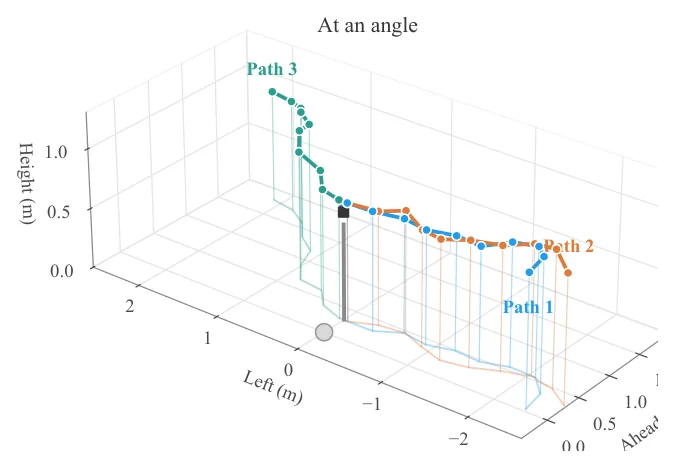 At an angle
Path 3
Height (m)
1.0
0.5
0.0
2
1
0
−1
−2
Left (m)
Path 2
Path 1
0.0
0.5
1.0